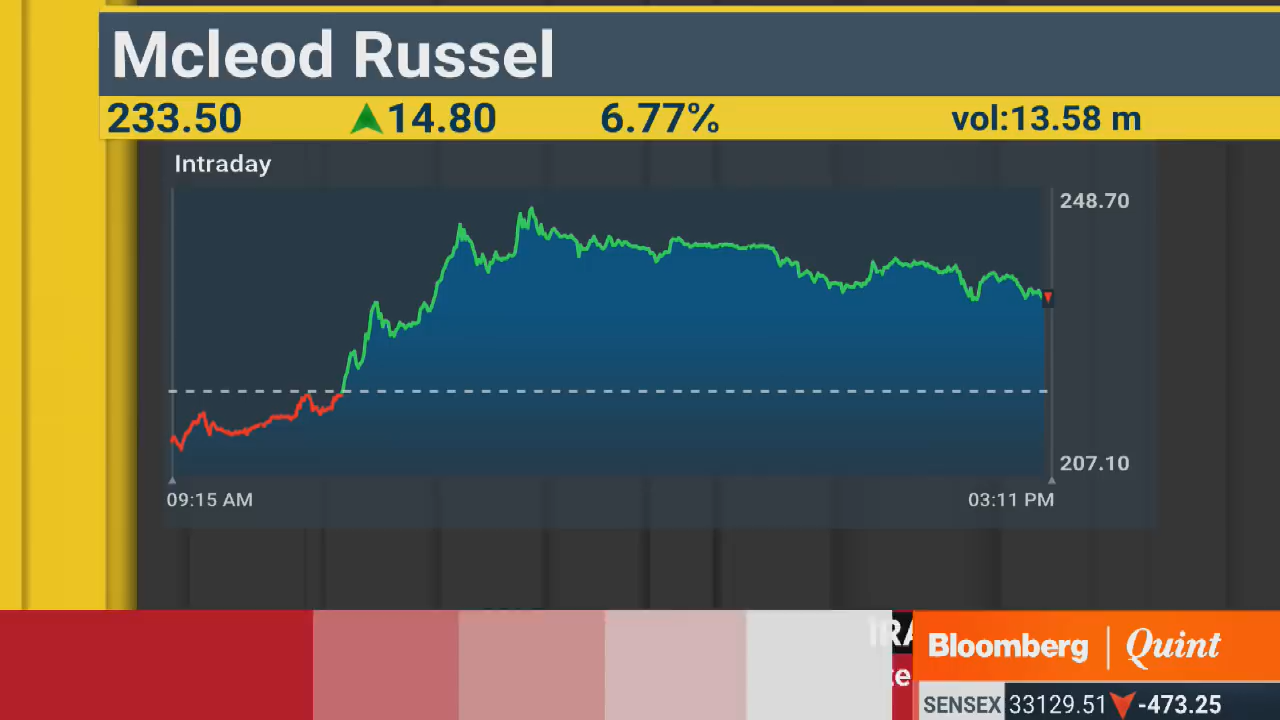 Mcleod Russel
233.50 14.80 6.77% vol:13.58 m
Intraday
248.70
207.10
09:15 AM 03:11 PM
Bloomberg | Quint
SENSEX 33129.51 -473.25